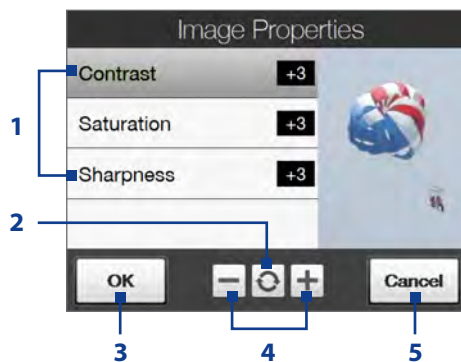 Image Properties
Contrast +3
1
Saturation +3
Sharpness +3
2
OK
Cancel
3
4
5